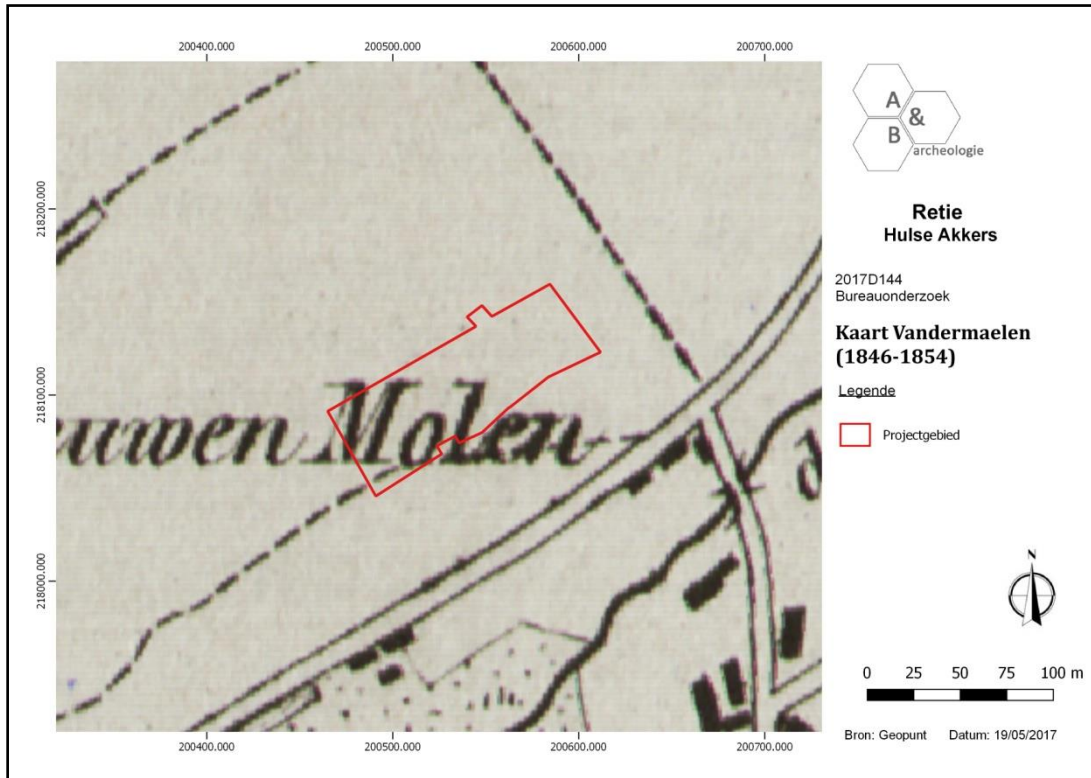 200400.000 200500.000 200600.000 200700.000
218200.000
218100.000
218000.000
200400.000 200500.000 200600.000 200700.000
euwen Molen
A
&
B
archeologie
Retie
Hulse Akkers
2017D144
Bureauonderzoek
Kaart Vandermaelen
(1846-1854)
Legende
Projectgebied
N
0 25 50 75 100 m
Bron: Geopunt Datum: 19/05/2017